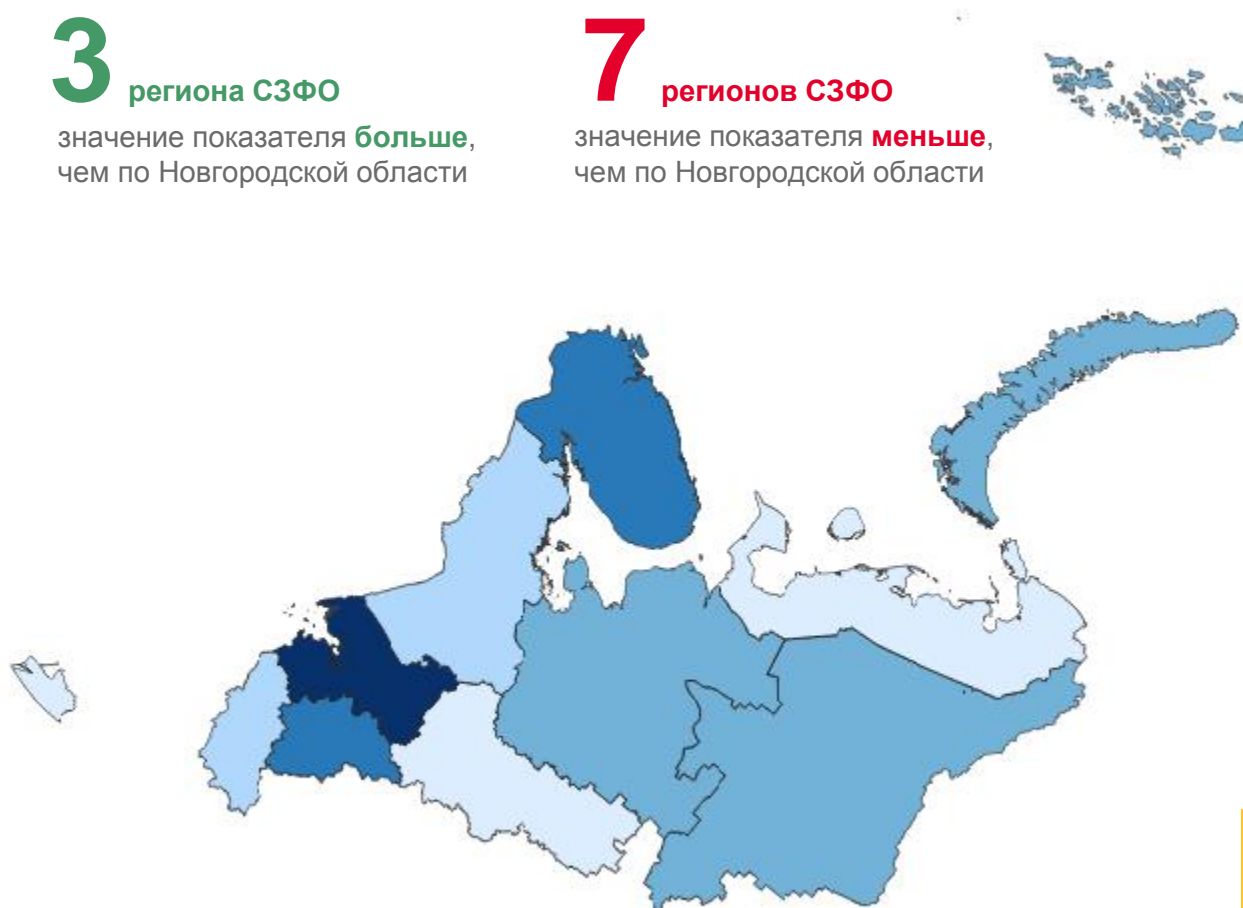 3 региона СЗФО
значение показателя больше,
чем по Новгородской области
7 регионов СЗФО
значение показателя меньше,
чем по Новгородской области